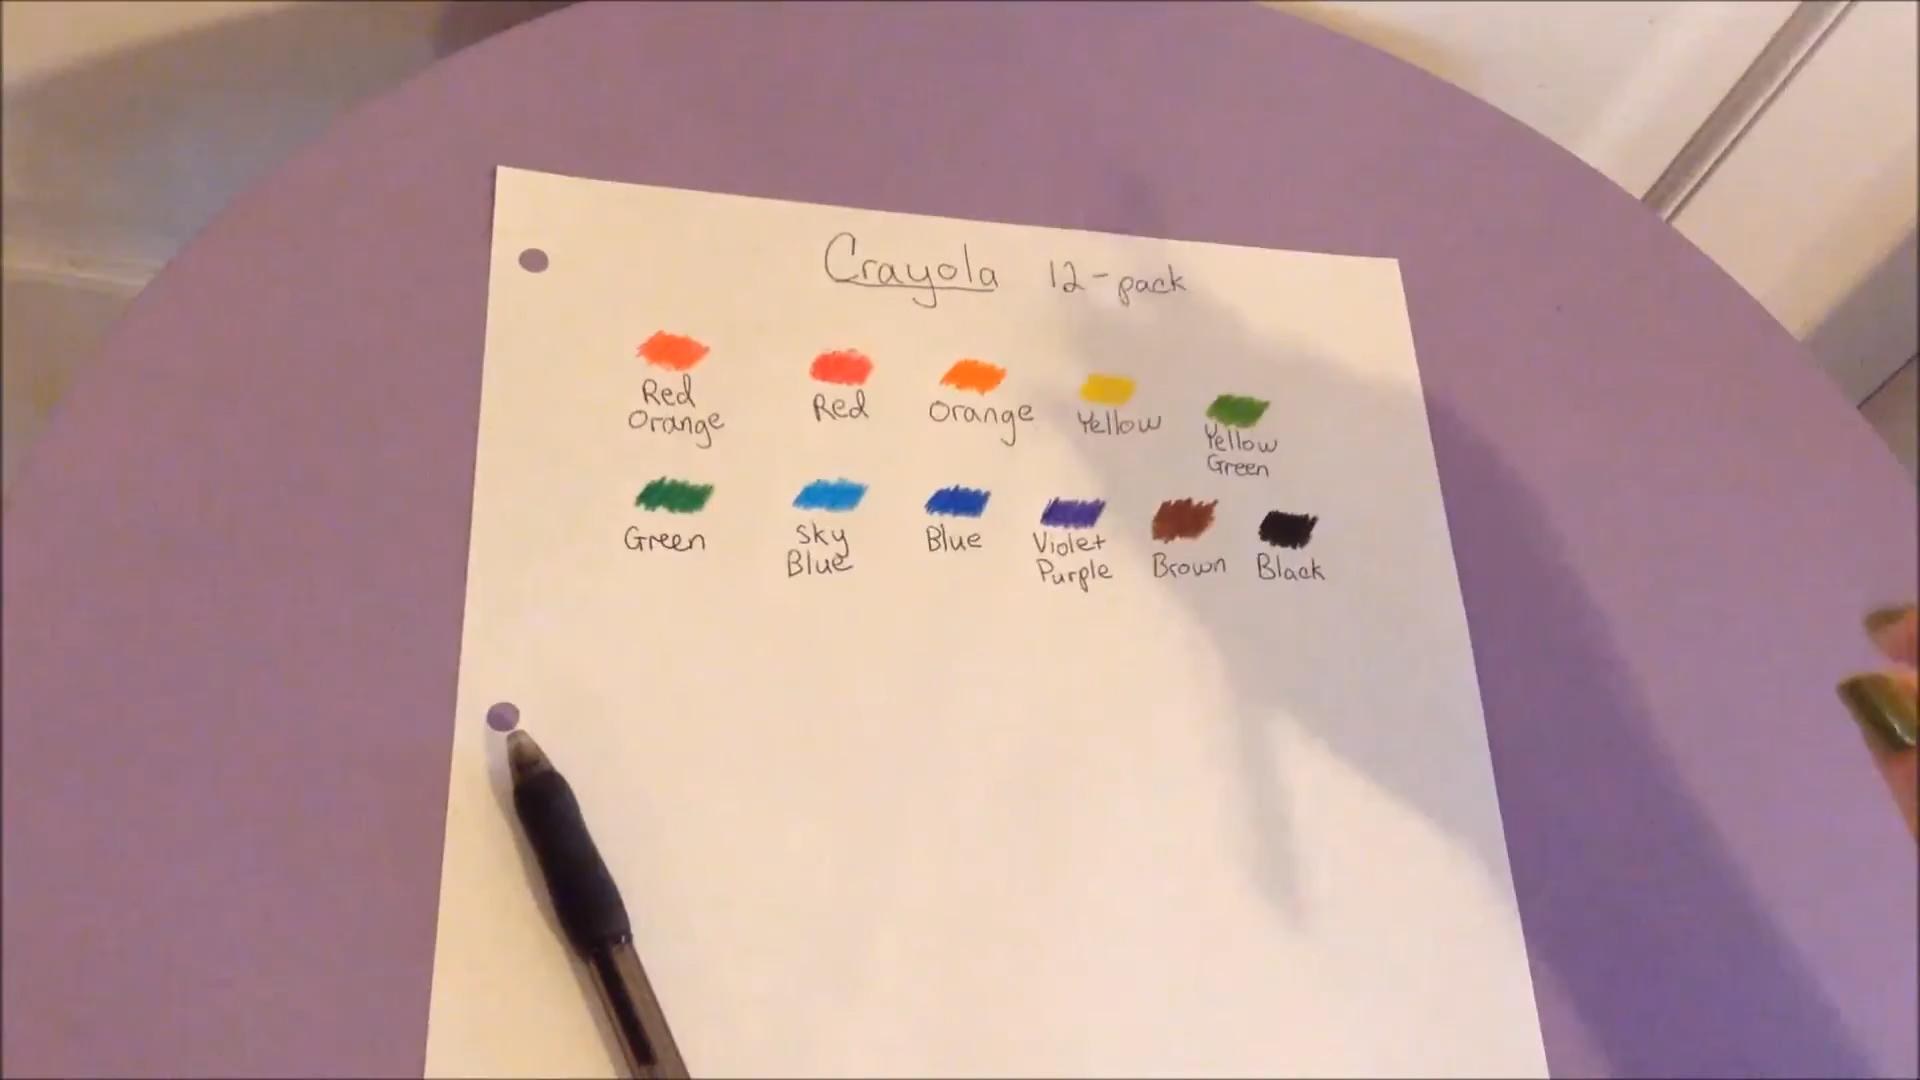 Crayola 12-pack
Red Orange
Red
Orange
Yellow
Yellow Green
Green
Sky Blue
Blue
Violet Purple
Brown
Black